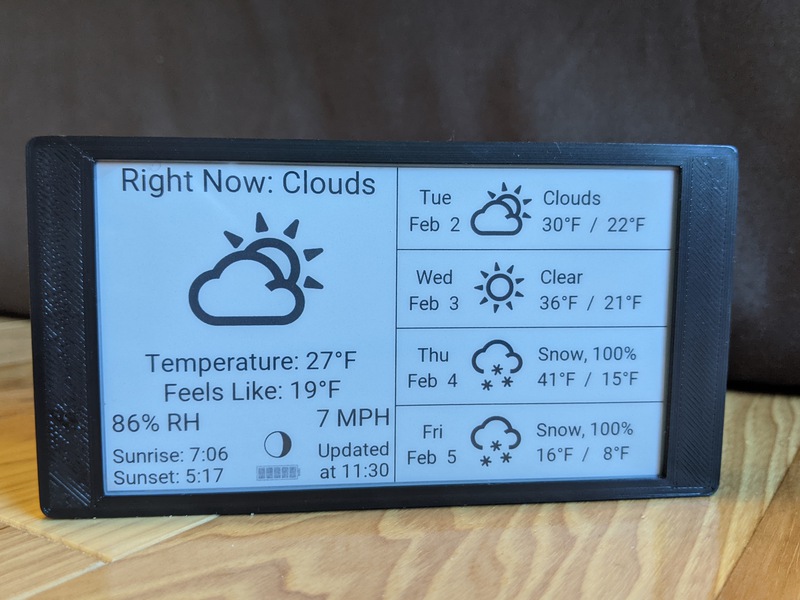 Right Now: Clouds
Temperature: 27°F
Feels Like: 19°F
86% RH
7 MPH
Sunrise: 7:06
Sunset: 5:17
Updated
at 11:30
Tue
Feb 2
Clouds
30°F / 22°F
Wed
Feb 3
Clear
36°F / 21°F
Thu
Feb 4
Snow, 100%
41°F / 15°F
Fri
Feb 5
Snow, 100%
16°F / 8°F